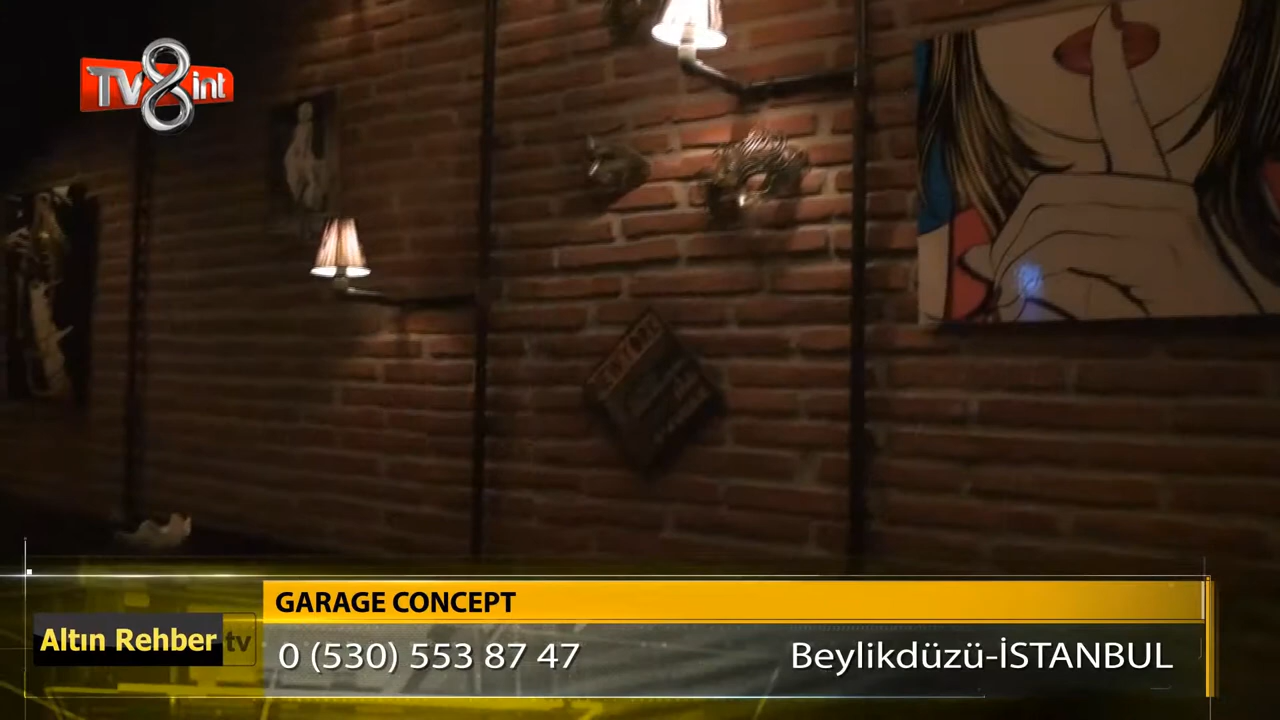 TV8int
GARAGE CONCEPT
Altın Rehber tv
0 (530) 553 87 47
Beylikdüzü-İSTANBUL